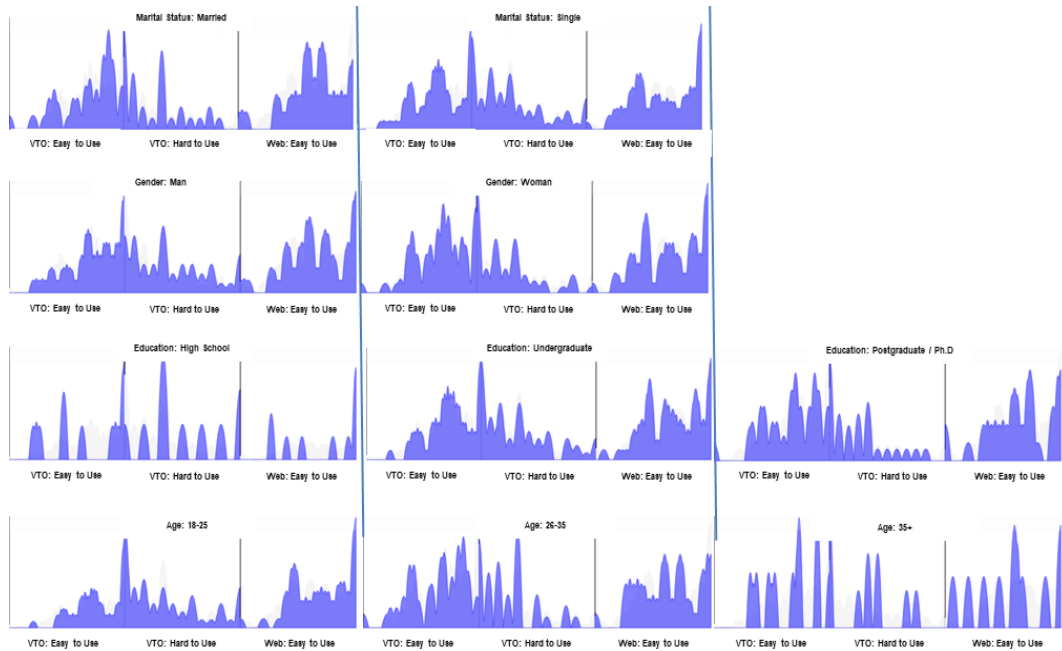 Marital Status: Married
Marital Status: Single
VTO: Easy to Use VTO: Hard to Use Web: Easy to Use
VTO: Easy to Use VTO: Hard to Use Web: Easy to Use
Gender: Man
Gender: Woman
VTO: Easy to Use VTO: Hard to Use Web: Easy to Use
VTO: Easy to Use VTO: Hard to Use Web: Easy to Use
Education: High School
Education: Undergraduate
Education: Postgraduate / Ph.D
VTO: Easy to Use VTO: Hard to Use Web: Easy to Use
VTO: Easy to Use VTO: Hard to Use Web: Easy to Use
VTO: Easy to Use VTO: Hard to Use Web: Easy to Use
Age: 18-25
Age: 26-35
Age: 35+
VTO: Easy to Use VTO: Hard to Use Web: Easy to Use
VTO: Easy to Use VTO: Hard to Use Web: Easy to Use
VTO: Easy to Use VTO: Hard to Use Web: Easy to Use